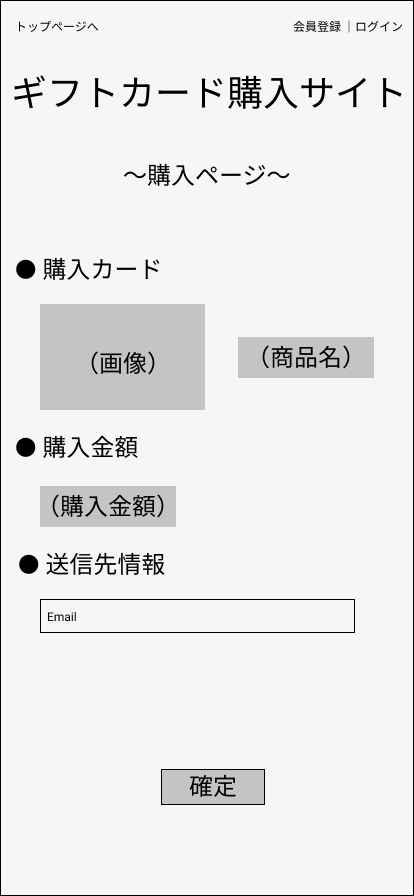 トップページへ
会員登録｜ログイン
ギフトカード購入サイト
～購入ページ～
● 購入カード
（画像）
（商品名）
● 購入金額
（購入金額）
● 送信先情報
Email
確定